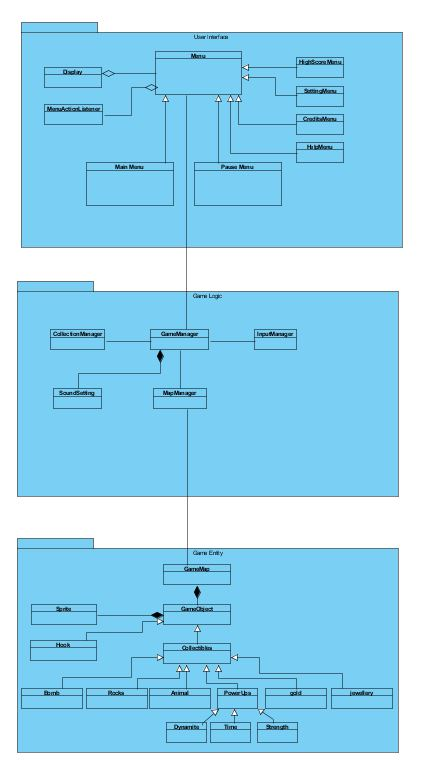 User Interface
Menu
Display
HighScoreMenu
SettingMenu
MenuActionListener
CreditsMenu
HelpMenu
Main Menu
Pause Menu
Game Logic
CollectionManager
GameManager
InputManager
SoundSetting
MapManager
Game Entity
GameMap
Sprite
GameObject
Hook
Collectibles
Bomb
Rocks
Animal
PowerUps
gold
jewellery
Dynamite
Time
Strength